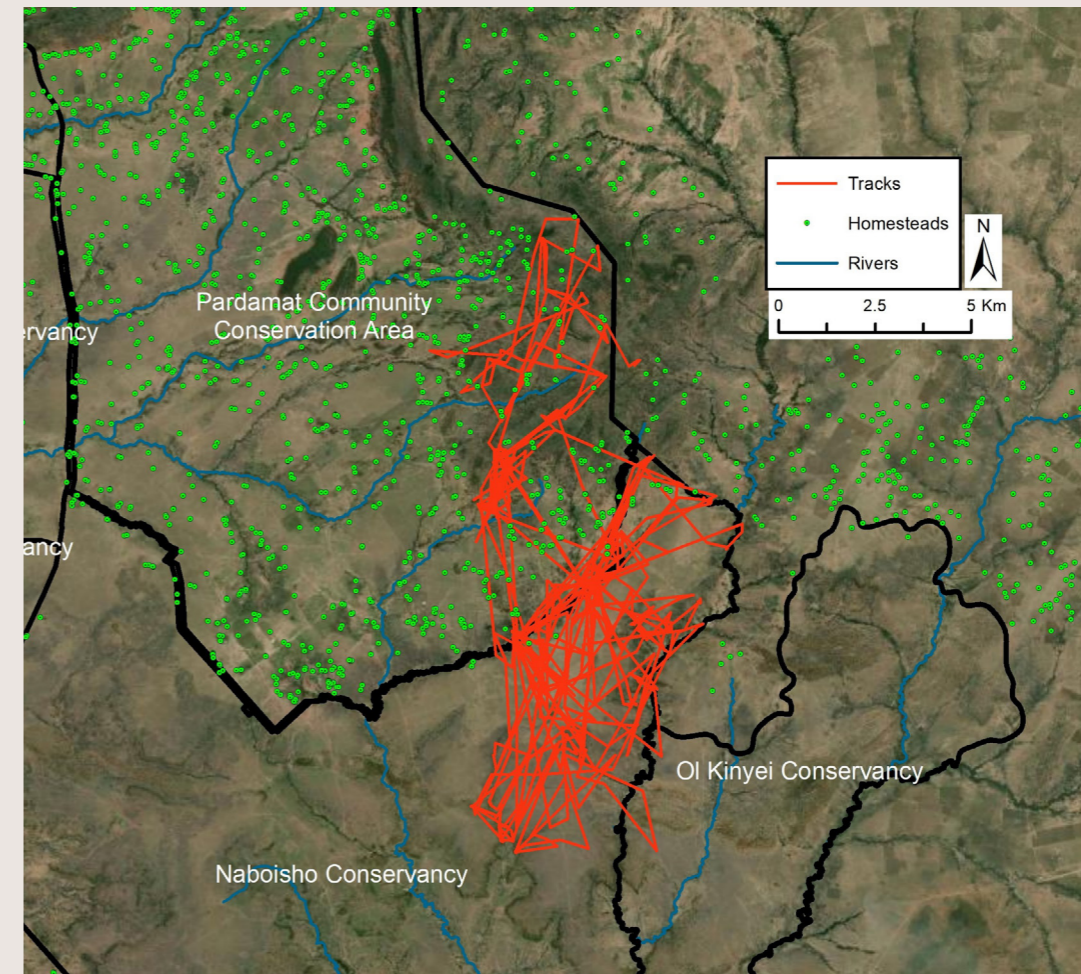 Tracks
Homesteads
Rivers
N
0 2.5 5 Km
Pardamat Community
Conservation Area
ervancy
ancy
Ol Kinyei Conservancy
Naboisho Conservancy